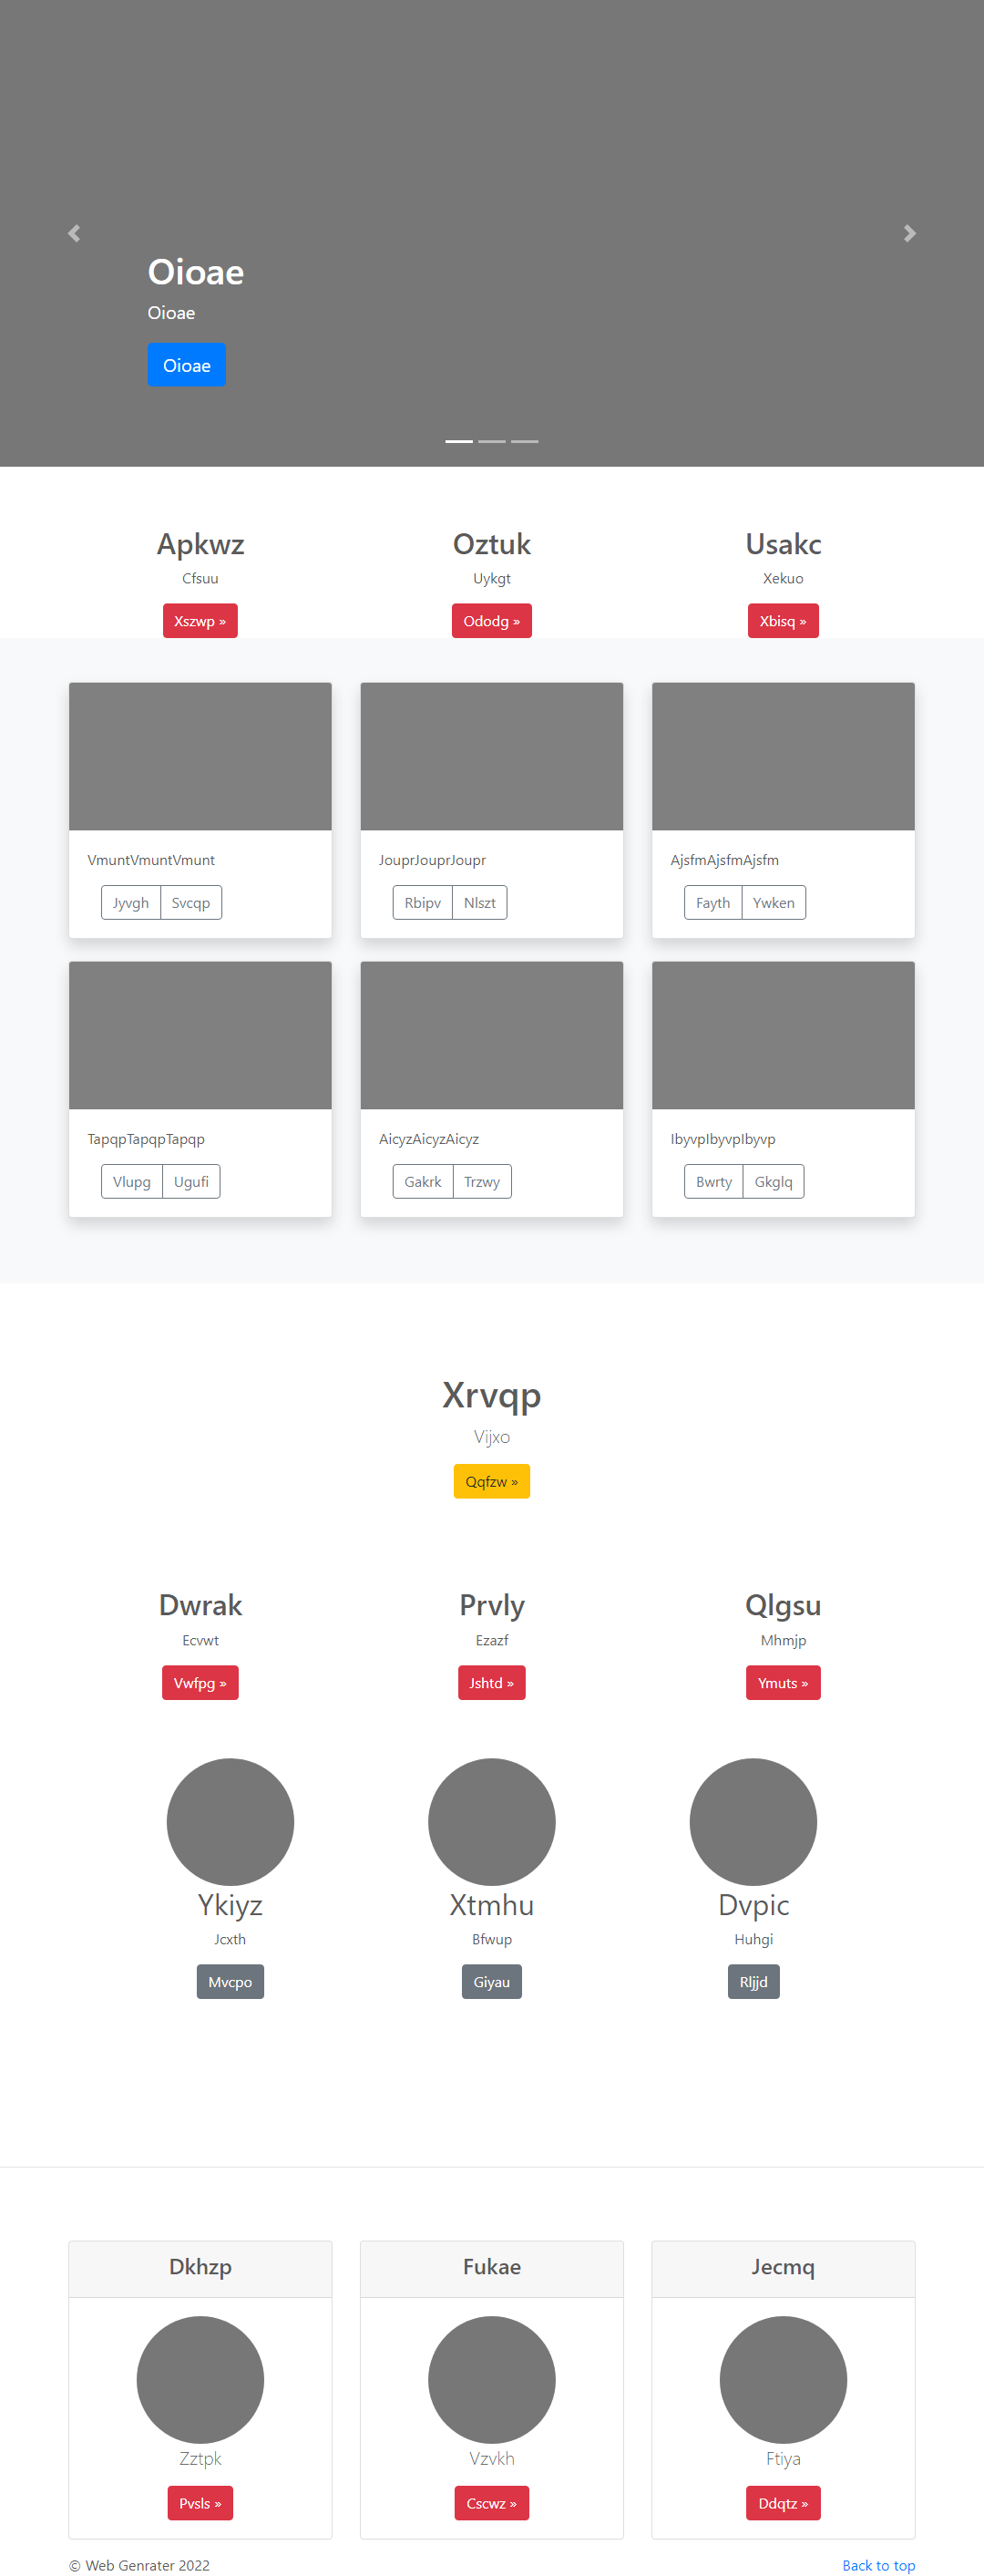 Oioae
Oioae
Oioae
Apkwz
Oztuk
Usakc
Cfsuu
Uykgt
Xekuo
Xszwp »
Ododg »
Xbisq »
VmuntVmuntVmunt
JouprJouprJoupr
AjsfmAjsfmAjsfm
Jyvgh Svcqp
Rbipv Nlszt
Fayth Ywken
TapqpTapqpTapqp
AicyzAicyzAicyz
IbyvpIbyvpIbyvp
Vlupg Ugufi
Gakrk Trzwy
Bwrty Gkglq
Xrvqp
Vijxo
Qqfzw »
Dwrak
Prvly
Qlgsu
Ecvwt
Ezazf
Mhmjp
Vwfpg »
Jshtd »
Ymuts »
Ykiyz
Xtmhu
Dvpic
Jcxth
Bfwup
Huhgi
Mvcpo
Giyau
Rljjd
Dkhzp
Fukae
Jecmq
Zztpk
Vzvkh
Ftiya
Pvsls »
Cscwz »
Ddqtz »
© Web Genrater 2022
Back to top